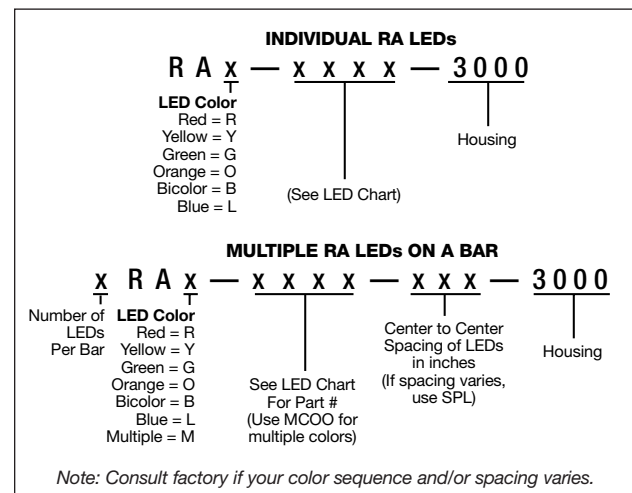 INDIVIDUAL RA LEDs
R A x — x x x x — 3000
LED Color
Red = R
Yellow = Y
Green = G
Orange = O
Bicolor = B
Blue = L
(See LED Chart)
Housing
MULTIPLE RA LEDs ON A BAR
x R A x — x x x x — x x x — 3000
Number of
LEDs
Per Bar
LED Color
Red = R
Yellow = Y
Green = G
Orange = O
Bicolor = B
Blue = L
Multiple = M
See LED Chart
For Part #
(Use MCOO for
multiple colors)
Center to Center
Spacing of LEDs
in inches
(If spacing varies,
use SPL)
Housing
Note: Consult factory if your color sequence and/or spacing varies.